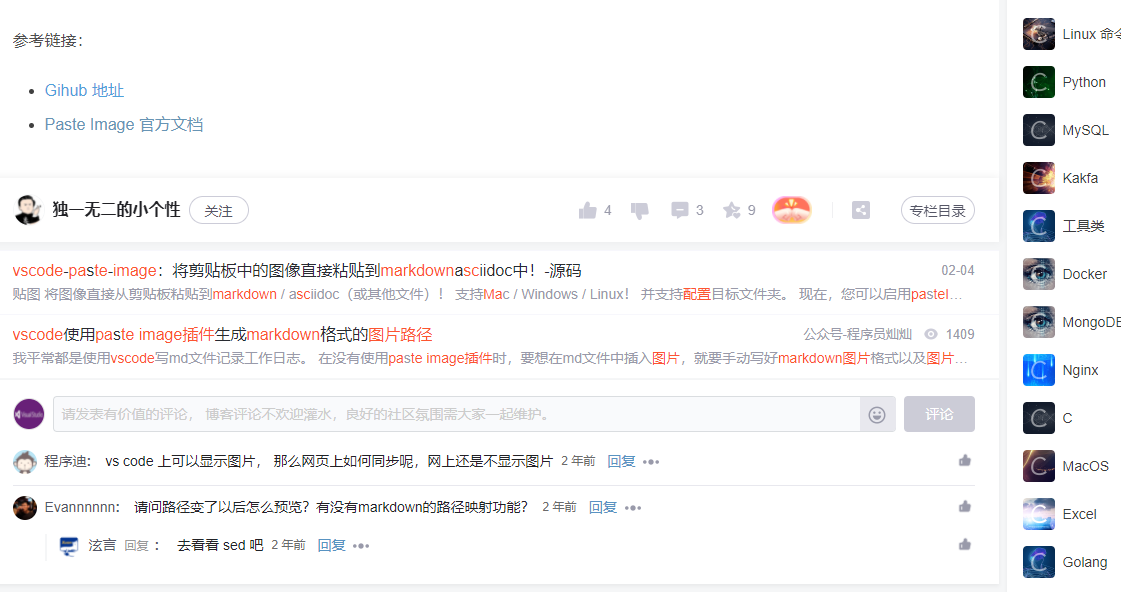 参考链接：
Gihub 地址
Paste Image 官方文档
独一无二的小个性 关注 4 3 9 专栏目录
vscode-paste-image：将剪贴板中的图像直接粘贴到markdownasciidoc中！-源码 02-04
贴图 将图像直接从剪贴板粘贴到markdown / asciidoc（或其他文件）！ 支持Mac / Windows / Linux！ 并支持配置目标文件夹。 现在，您可以启用pasteI…
vscode使用paste image插件生成markdown格式的图片路径 公众号-程序员灿灿 1409
我平常都是使用vscode写md文件记录工作日志。 在没有使用paste image插件时，要想在md文件中插入图片，就要手动写好markdown图片格式以及图片…
请发表有价值的评论， 博客评论不欢迎灌水，良好的社区氛围需大家一起维护。 评论
程序迪： vs code 上可以显示图片， 那么网页上如何同步呢，网上还是不显示图片 2 年前 回复 •••
Evannnnnn： 请问路径变了以后怎么预览？有没有markdown的路径映射功能？ 2 年前 回复 •••
泫言 回复 ： 去看看 sed 吧 2 年前 回复 •••
Linux 命令
Python
MySQL
Kakfa
工具类
Docker
MongoDB
Nginx
C
MacOS
Excel
Golang